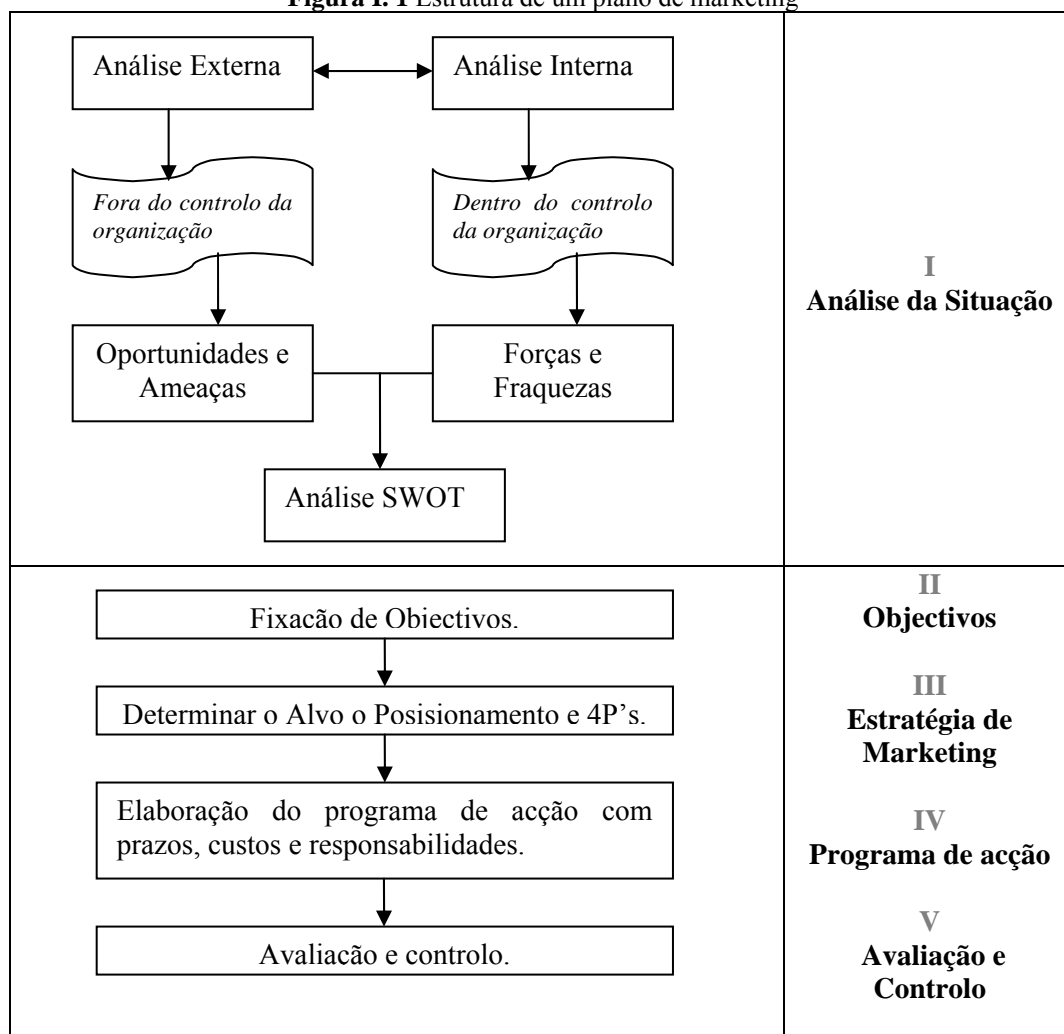 Figura I. 1 Estrutura de um plano de marketing
Análise Externa
Análise Interna
Fora do controlo da
organização
Dentro do controlo
da organização
Oportunidades e
Ameaças
Forças e
Fraquezas
Análise SWOT
I
Análise da Situação
Fixação de Objectivos.
Determinar o Alvo o Posisionamento e 4P's.
Elaboração do programa de acção com
prazos, custos e responsabilidades.
Avaliação e controlo.
II
Objectivos
III
Estratégia de
Marketing
IV
Programa de acção
V
Avaliação e
Controlo